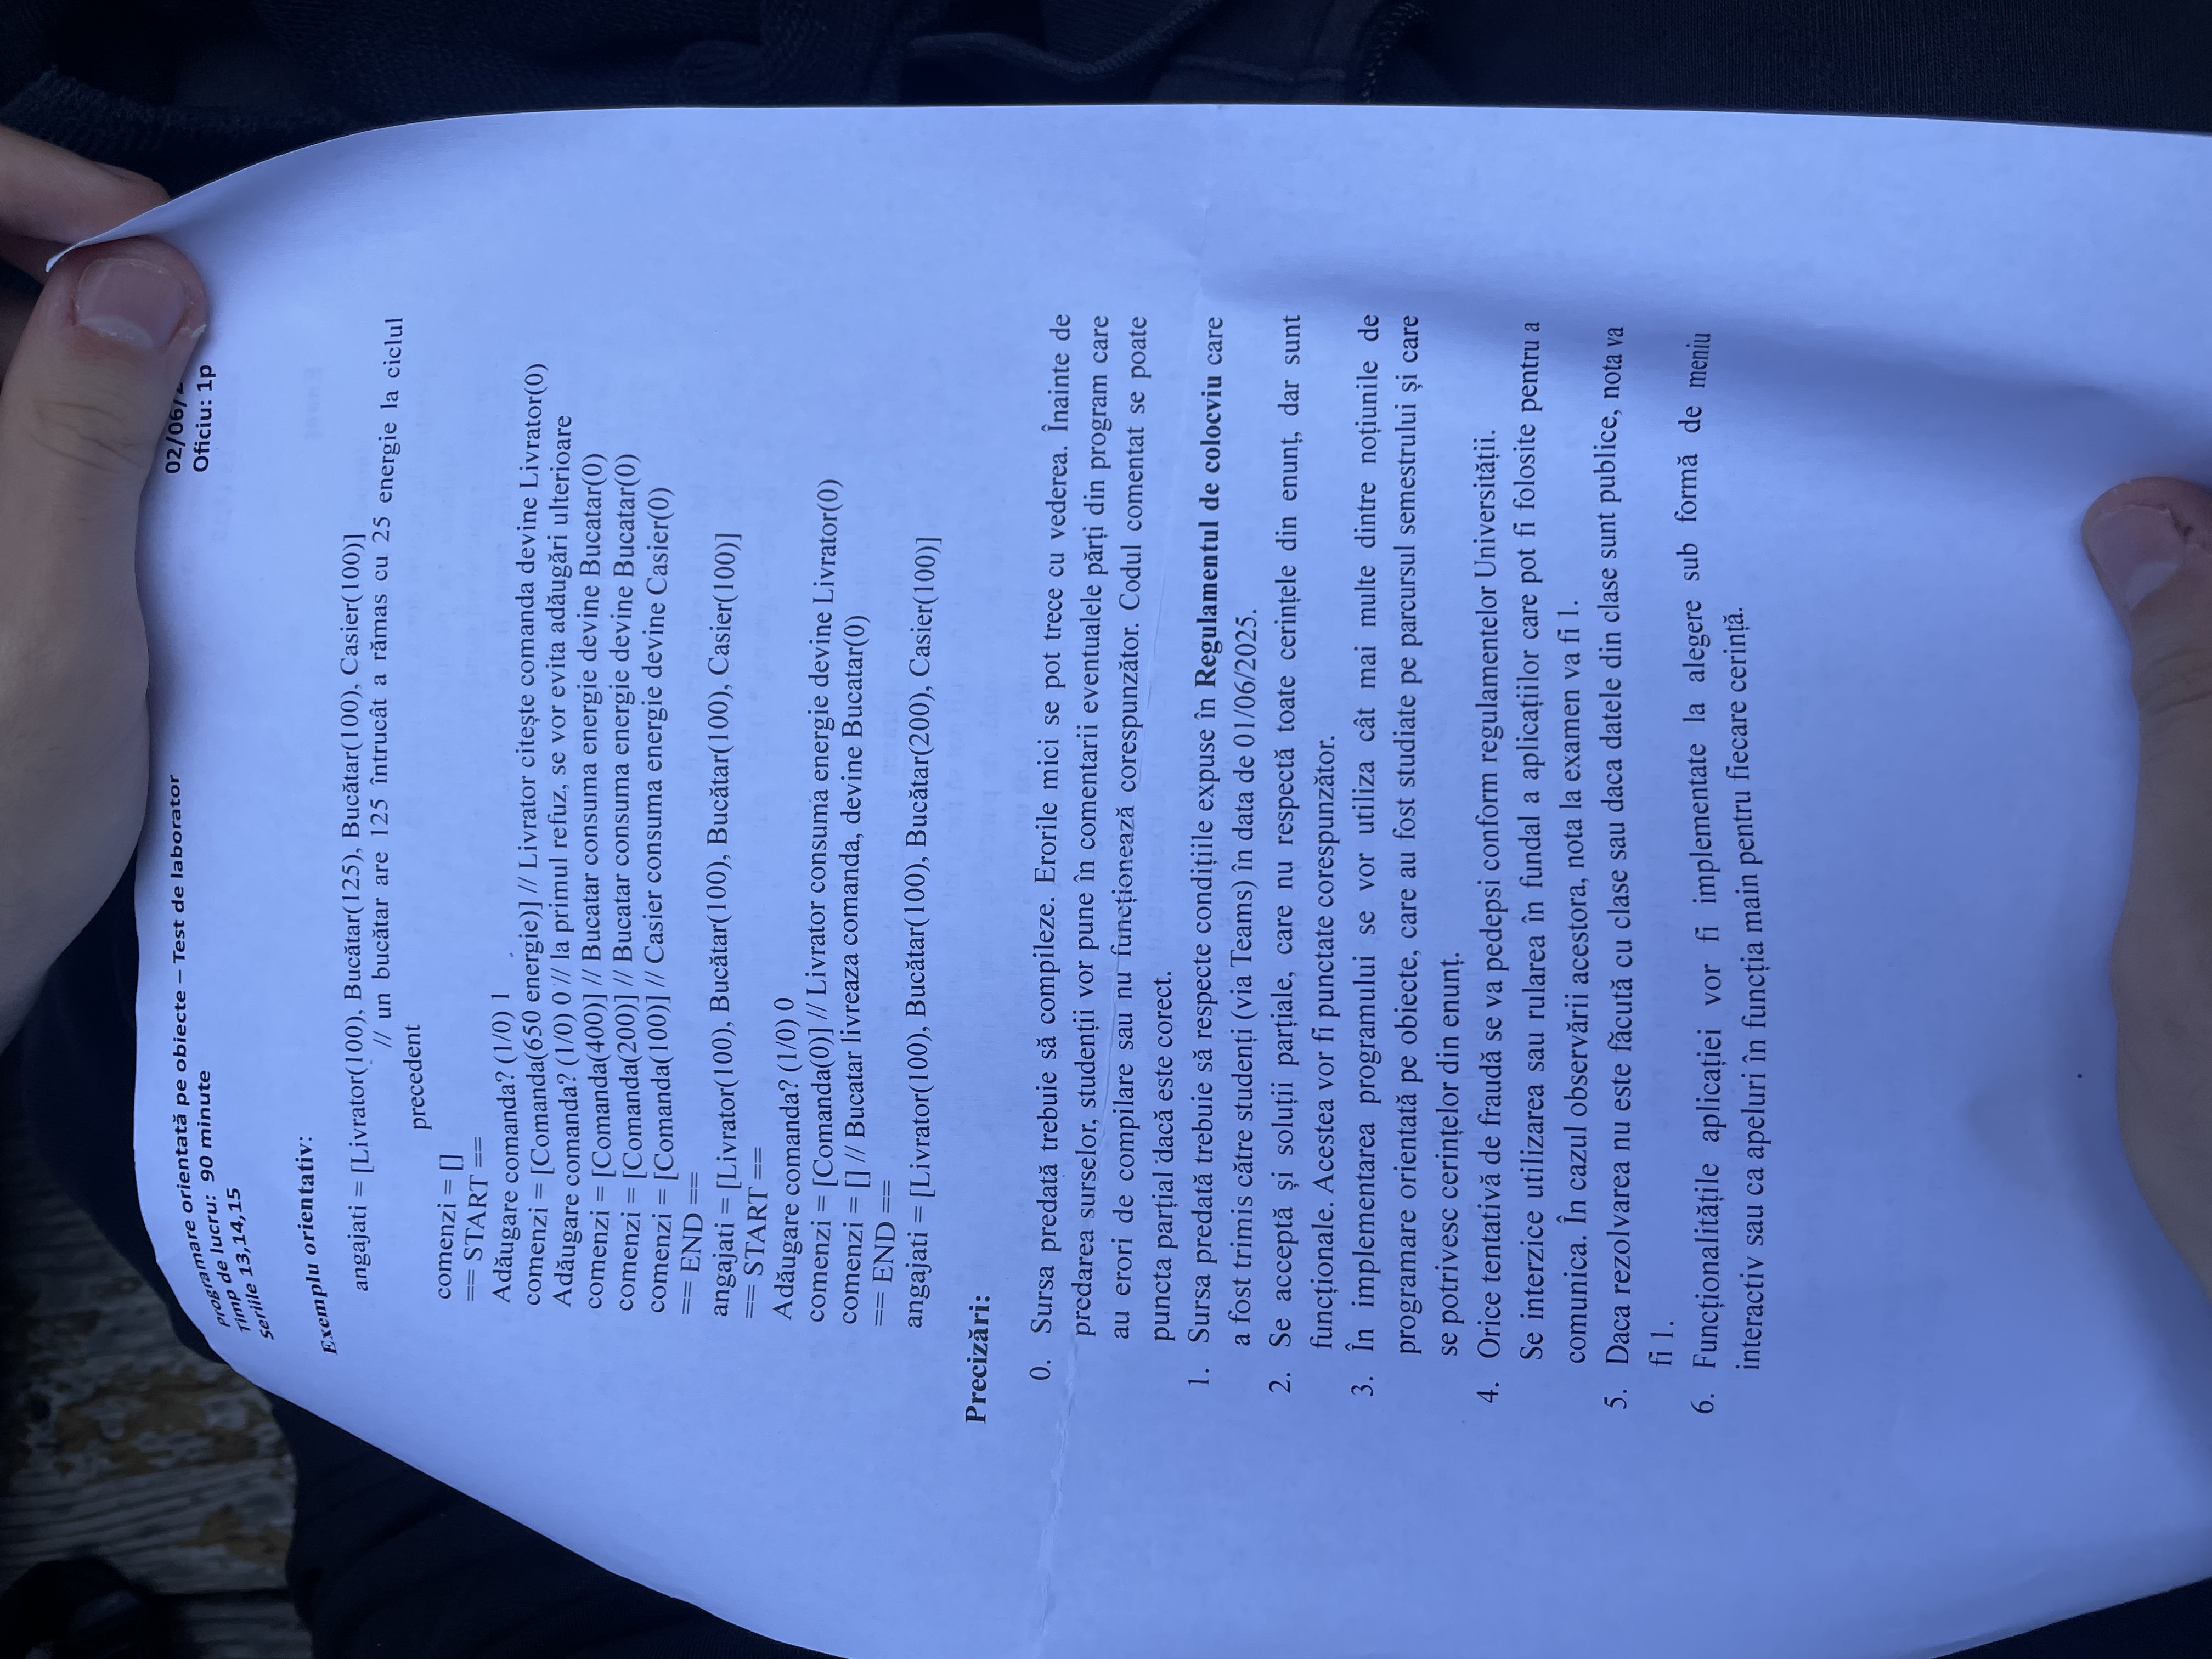 Programare orientată pe obiecte – Test de laborator
02/06/
Timp de lucru: 90 minute
Oficiu: 1p
Seriile 13,14,15
Exemplu orientativ:
angajati = [Livrator(100), Bucătar(125), Bucătar(100), Casier(100)]
// un bucătar are 125 întrucât a rămas cu 25 energie la ciclul
precedent
comenzi = []
== START ==
Adăugare comanda? (1/0) 1
comenzi = [Comanda(650 energie)] // Livrator citește comanda devine Livrator(0)
Adăugare comanda? (1/0) 0 // la primul refuz, se vor evita adăugări ulterioare
comenzi = [Comanda(400)] // Bucatar consuma energie devine Bucatar(0)
comenzi = [Comanda(200)] // Bucatar consuma energie devine Bucatar(0)
comenzi = [Comanda(100)] // Casier consuma energie devine Casier(0)
== END ==
angajati = [Livrator(100), Bucătar(100), Bucătar(100), Casier(100)]
== START ==
Adăugare comanda? (1/0) 0
comenzi = [Comanda(0)] // Livrator consuma energie devine Livrator(0)
comenzi = [] // Bucatar livreaza comanda, devine Bucatar(0)
== END ==
angajati = [Livrator(100), Bucătar(100), Bucătar(200), Casier(100)]
Precizări:
0. Sursa predată trebuie să compileze. Erorile mici se pot trece cu vederea. Înainte de
predarea surselor, studenții vor pune în comentarii eventualele părți din program care
au erori de compilare sau nu funcționează corespunzător. Codul comentat se poate
puncta parțial dacă este corect.
1. Sursa predată trebuie să respecte condițiile expuse în Regulamentul de colocviu care
a fost trimis către studenți (via Teams) în data de 01/06/2025.
2. Se acceptă și soluții parțiale, care nu respectă toate cerințele din enunț, dar sunt
funcționale. Acestea vor fi punctate corespunzător.
3. În implementarea programului se vor utiliza cât mai multe dintre noțiunile de
programare orientată pe obiecte, care au fost studiate pe parcursul semestrului și care
se potrivesc cerințelor din enunț.
4. Orice tentativă de fraudă se va pedepsi conform regulamentelor Universității.
Se interzice utilizarea sau rularea în fundal a aplicațiilor care pot fi folosite pentru a
comunica. În cazul observării acestora, nota la examen va fi 1.
5. Daca rezolvarea nu este făcută cu clase sau daca datele din clase sunt publice, nota va
fi 1.
6. Funcționalitățile aplicației vor fi implementate la alegere sub formă de meniu
interactiv sau ca apeluri în funcția main pentru fiecare cerință.